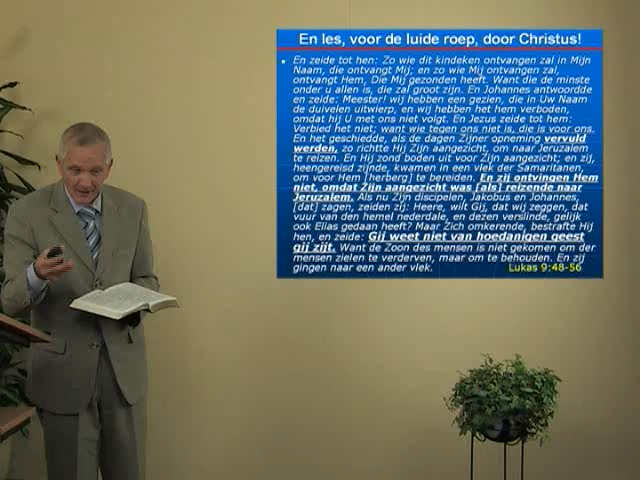 En les, voor de luide roep, door Christus!
En zeide tot hen: Zo wie dit kindeken ontvangen zal in Mijn
Naam, die ontvangt Mij; en zo wie Mij ontvangen zal,
ontvangt Hem, Die Mij gezonden heeft. Want die de minste
onder u allen is, die zal groot zijn. En Johannes antwoordde
en zeide: Meester! wij hebben een gezien, die in Uw Naam
de duivelen uitwierp, en wij hebben het hem verboden,
omdat hij U met ons niet volgt. En Jezus zeide tot hem:
Verbied het niet; want wie tegen ons niet is, die is voor ons.
En het geschiedde, als de dagen Zijner opneming vervuld
werden, zo richtte Hij Zijn aangezicht, om naar Jeruzalem
te reizen. En Hij zond boden uit voor Zijn aangezicht; en zij,
heengereisd zijnde, kwamen in een vlek der Samaritanen,
om voor Hem [herberg] te bereiden. En zij ontvingen Hem
niet, omdat Zijn aangezicht was [als] reizende naar
Jeruzalem. Als nu Zijn discipelen, Jakobus en Johannes,
[dat] zagen, zeiden zij: Heere, wilt Gij, dat wij zeggen, dat
vuur van den hemel nederdale, en dezen verslinde, gelijk
ook Elias gedaan heeft? Maar Zich omkerende, bestrafte Hij
hen, en zeide: Gij weet niet van hoedanigen geest
gij zijt. Want de Zoon des mensen is niet gekomen om der
mensen zielen te verderven, maar om te behouden. En zij
gingen naar een ander vlek.
Lukas 9:48-56